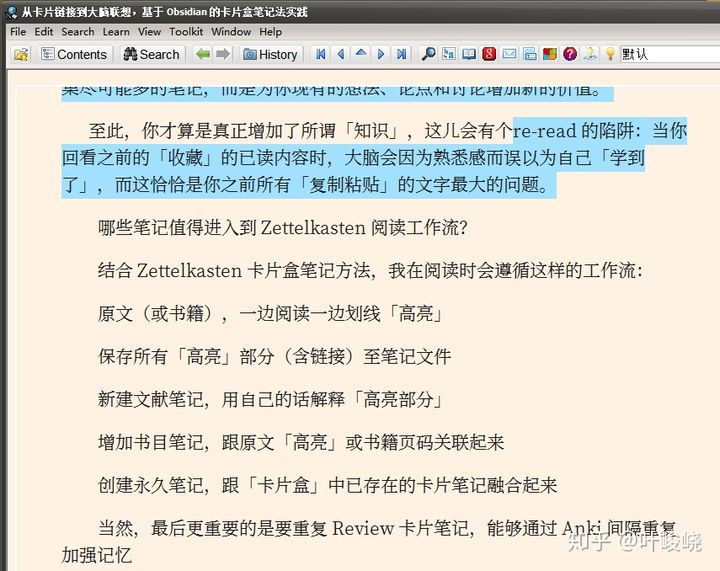 从卡片链接到大脑联想，基于 Obsidian 的卡片盒笔记法实践
File Edit Search Learn View Toolkit Window Help
Contents Search History 默认
集尽可能多的笔记，而是为你现有的想法、论点和讨论增加新的价值。
至此，你才算是真正增加了所谓「知识」，这儿会有个re-read 的陷阱：当你
回看之前的「收藏」的已读内容时，大脑会因为熟悉感而误以为自己「学到
了」，而这恰恰是你之前所有「复制粘贴」的文字最大的问题。
哪些笔记值得进入到 Zettelkasten 阅读工作流？
结合 Zettelkasten 卡片盒笔记方法，我在阅读时会遵循这样的工作流：
原文（或书籍），一边阅读一边划线「高亮」
保存所有「高亮」部分（含链接）至笔记文件
新建文献笔记，用自己的话解释「高亮部分」
增加书目笔记，跟原文「高亮」或书籍页码关联起来
创建永久笔记，跟「卡片盒」中已存在的卡片笔记融合起来
当然，最后更重要的是要重复 Review 卡片笔记，能够通过 Anki 间隔重复
加强记忆
知乎 @叶峻峣